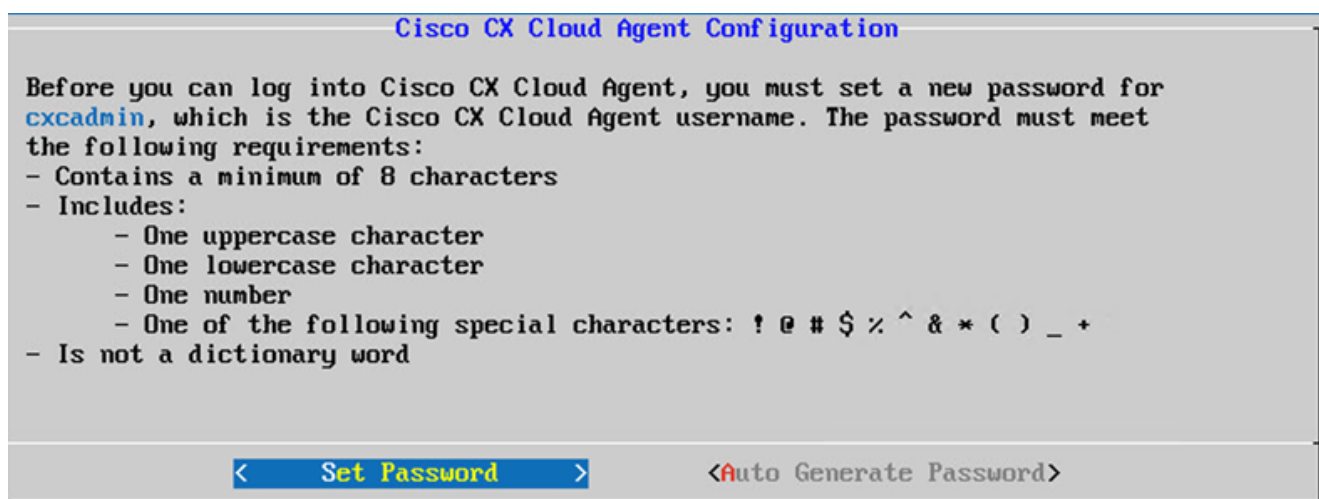 Cisco CX Cloud Agent Configuration
Before you can log into Cisco CX Cloud Agent, you must set a new password for
cxcadmin, which is the Cisco CX Cloud Agent username. The password must meet
the following requirements:
- Contains a minimum of 8 characters
- Includes:
- One uppercase character
- One lowercase character
- One number
- One of the following special characters: ! @ # $ % ^ & * ( ) _ +
- Is not a dictionary word
< Set Password > <Auto Generate Password>